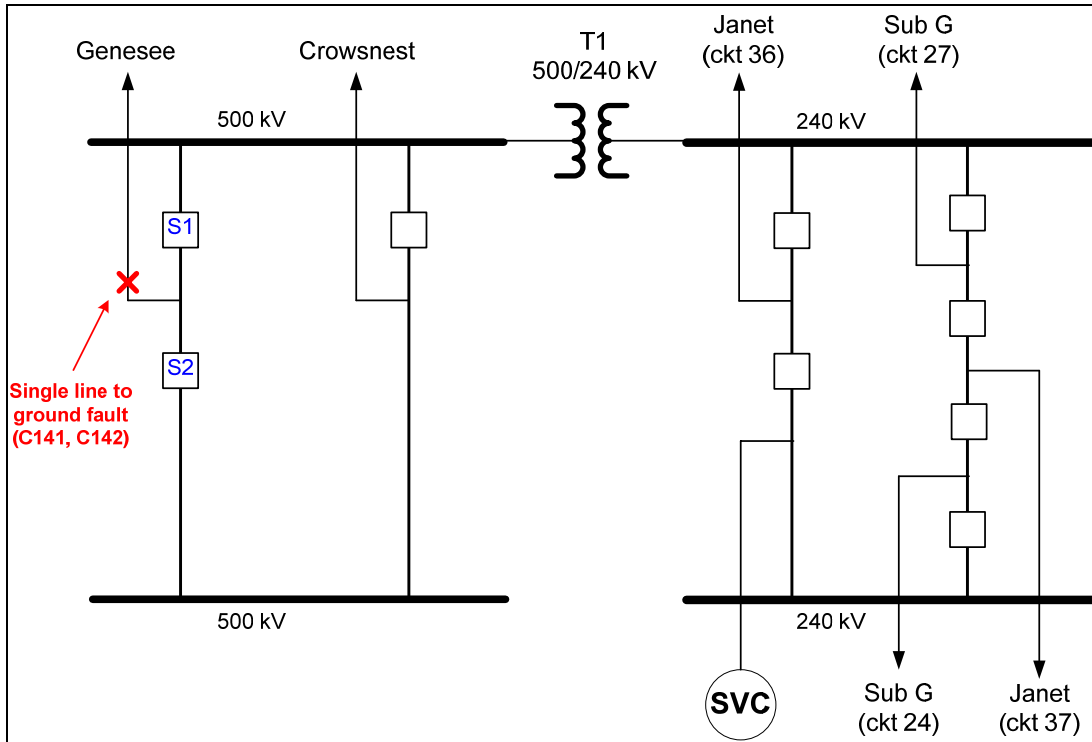 Genesee
Crowsnest
T1
500/240 kV
Janet
(ckt 36)
Sub G
(ckt 27)
500 kV
240 kV
S1
S2
Single line to
ground fault
(C141, C142)
500 kV
240 kV
SVC
Sub G
(ckt 24)
Janet
(ckt 37)